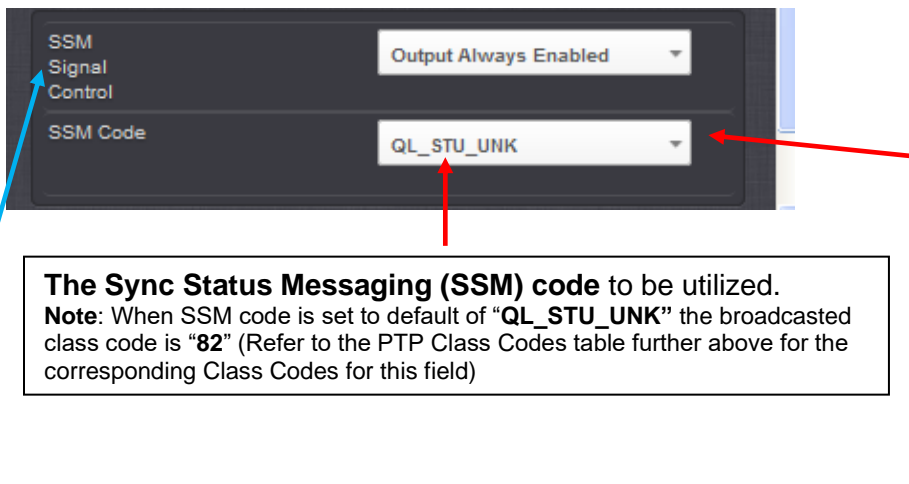 SSM
Signal
Control
Output Always Enabled
SSM Code
QL_STU_UNK
The Sync Status Messaging (SSM) code to be utilized.
Note: When SSM code is set to default of “QL_STU_UNK” the broadcasted
class code is “82” (Refer to the PTP Class Codes table further above for the
corresponding Class Codes for this field)